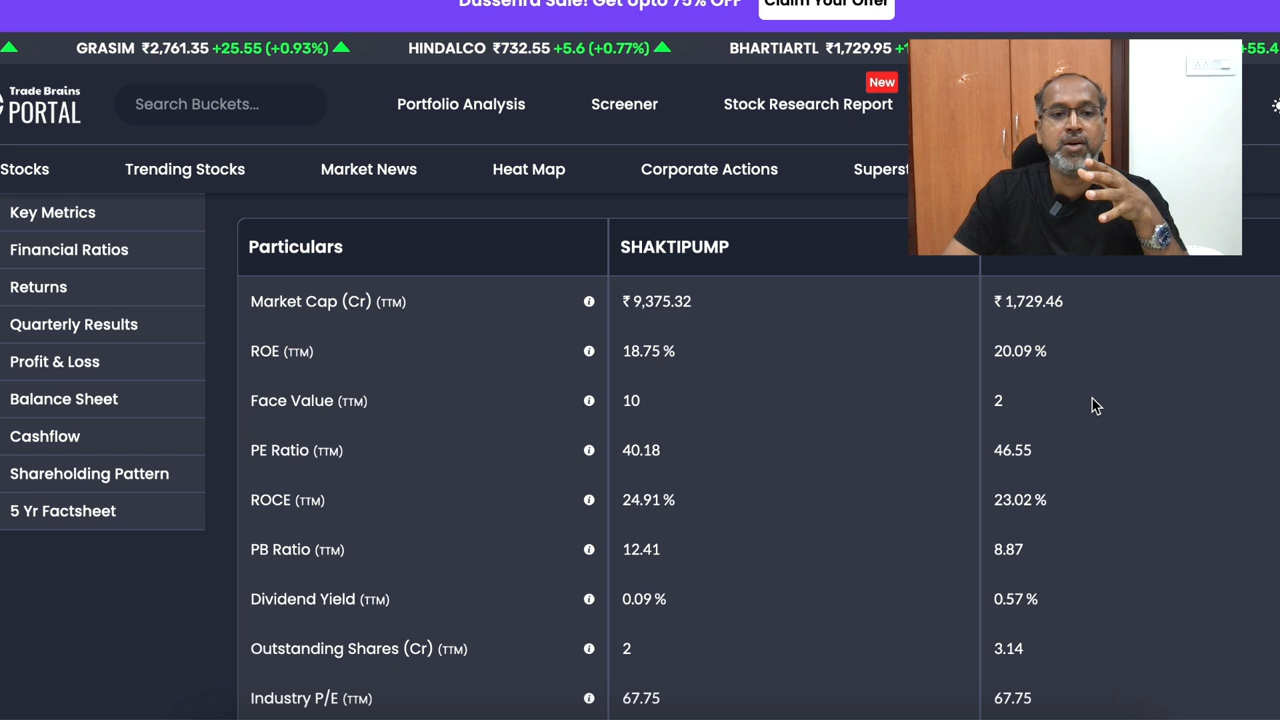 Dussehra Sale! Get Upto 75% OFF Claim Your Offer
GRASIM ₹2,761.35 +25.55 (+0.93%) HINDALCO ₹732.55 +5.6 (+0.77%) BHARTIARTL ₹1,729.95 +1 +55.4
Trade Brains
PORTAL
Search Buckets...
Portfolio Analysis
Screener
New
Stock Research Report
Stocks
Trending Stocks
Market News
Heat Map
Corporate Actions
Superst
Key Metrics
Financial Ratios
Returns
Quarterly Results
Profit & Loss
Balance Sheet
Cashflow
Shareholding Pattern
5 Yr Factsheet
Particulars SHAKTIPUMP
Market Cap (Cr) (TTM) ₹ 9,375.32 ₹ 1,729.46
ROE (TTM) 18.75 % 20.09 %
Face Value (TTM) 10 2
PE Ratio (TTM) 40.18 46.55
ROCE (TTM) 24.91 % 23.02 %
PB Ratio (TTM) 12.41 8.87
Dividend Yield (TTM) 0.09 % 0.57 %
Outstanding Shares (Cr) (TTM) 2 3.14
Industry P/E (TTM) 67.75 67.75